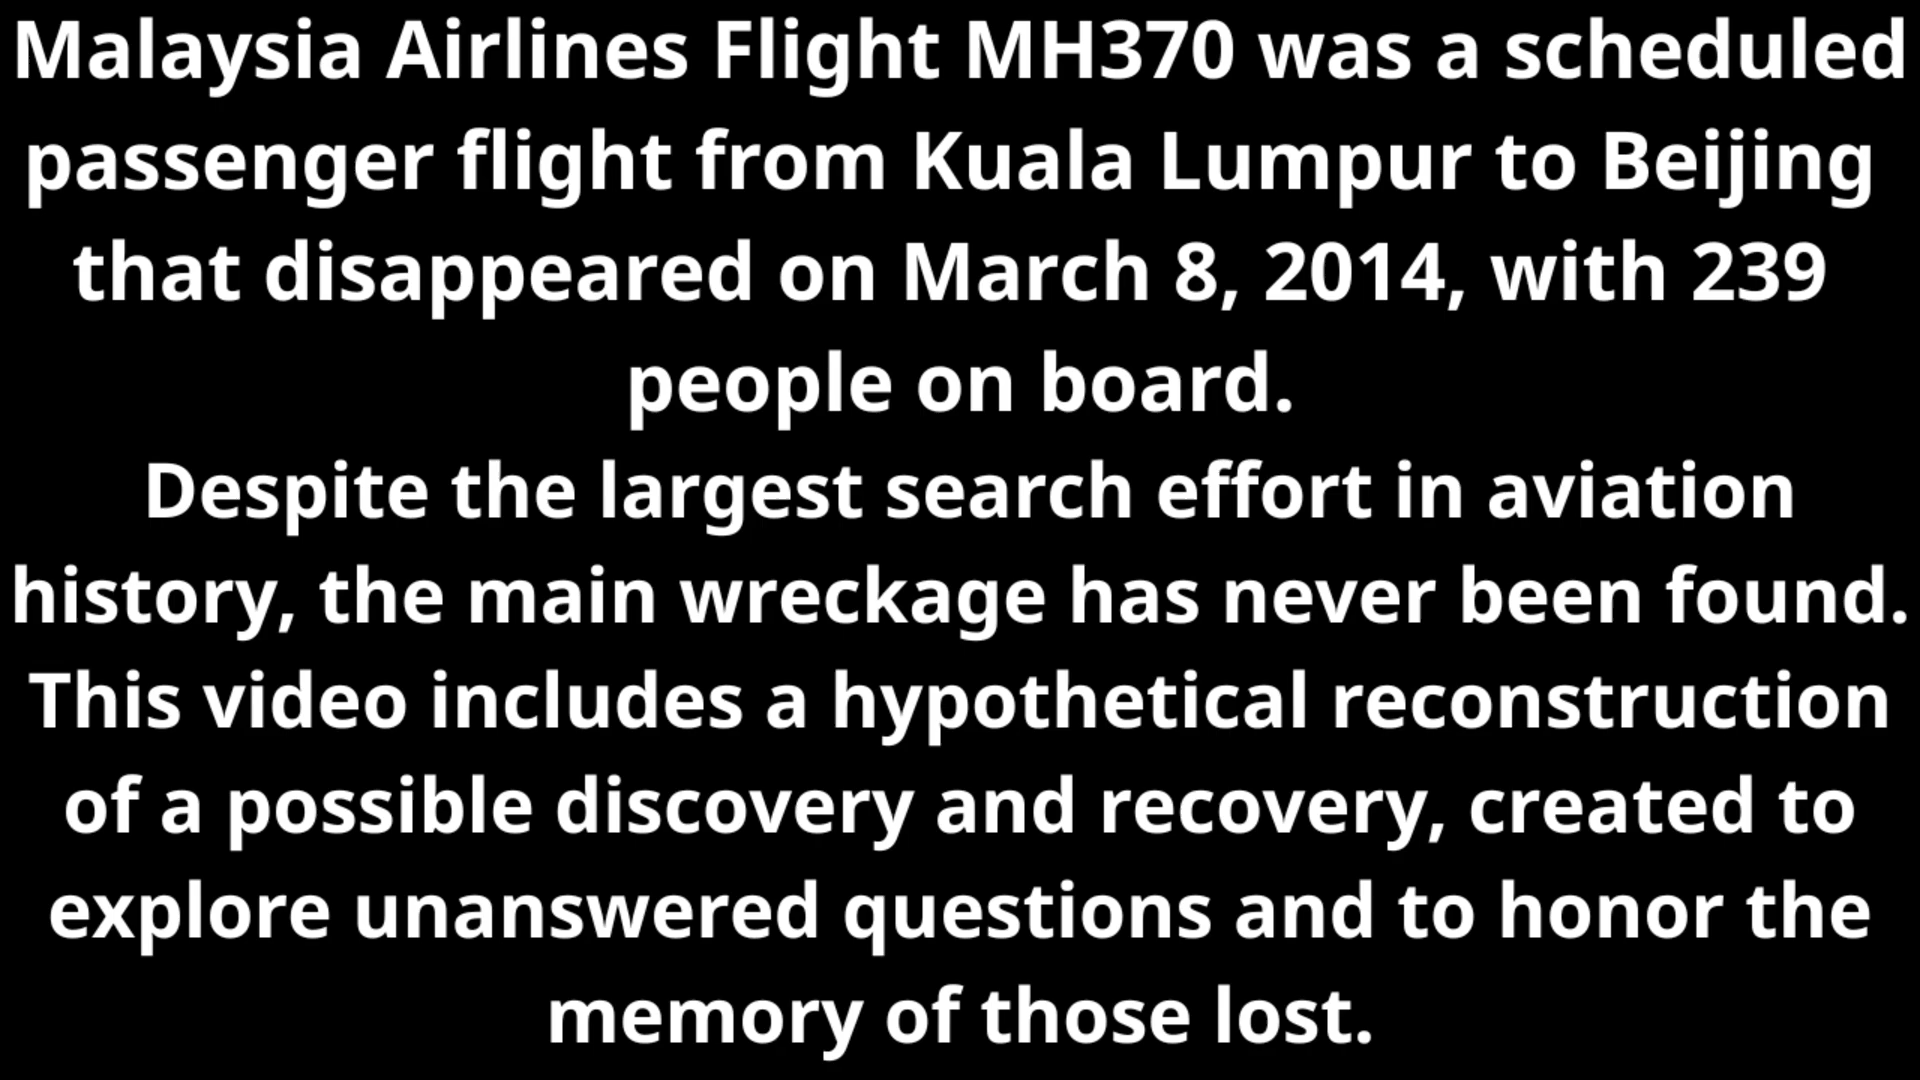 Malaysia Airlines Flight MH370 was a scheduled
passenger flight from Kuala Lumpur to Beijing
that disappeared on March 8, 2014, with 239
people on board.
Despite the largest search effort in aviation
history, the main wreckage has never been found.
This video includes a hypothetical reconstruction
of a possible discovery and recovery, created to
explore unanswered questions and to honor the
memory of those lost.